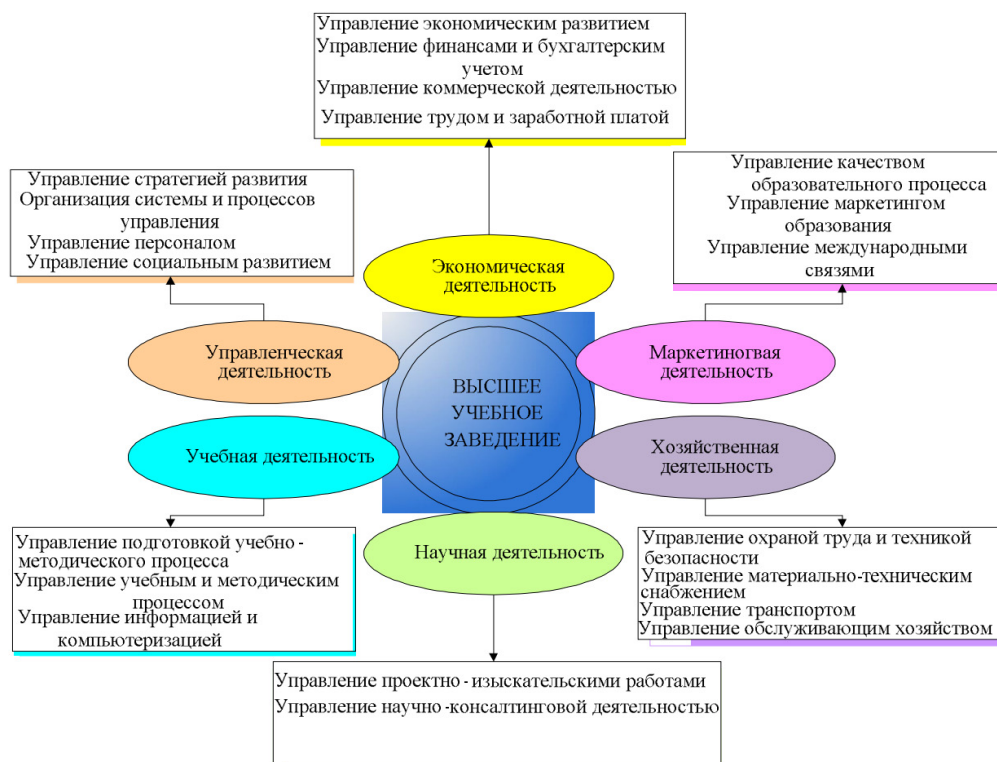 Управление экономическим развитием
Управление финансами и бухгалтерским
учетом
Управление коммерческой деятельностью
Управление трудом и заработной платой
Управление стратегией развития
Организация системы и процессов
управления
Управление персоналом
Управление социальным развитием
Управление качеством
образовательного процесса
Управление маркетингом
образования
Управление международными
связями
Экономическая
деятельность
Управленческая
деятельность
Маркетиногвая
деятельность
ВЫСШЕЕ
УЧЕБНОЕ
ЗАВЕДЕНИЕ
Учебная деятельность
Хозяйственная
деятельность
Научная деятельность
Управление подготовкой учебно-
методического процесса
Управление учебным и методическим
процессом
Управление информацией и
компьютеризацией
Управление охраной труда и техникой
безопасности
Управление материально-техническим
снабжением
Управление транспортом
Управление обслуживающим хозяйством
Управление проектно-изыскательскими работами
Управление научно-консалтинговой деятельностью